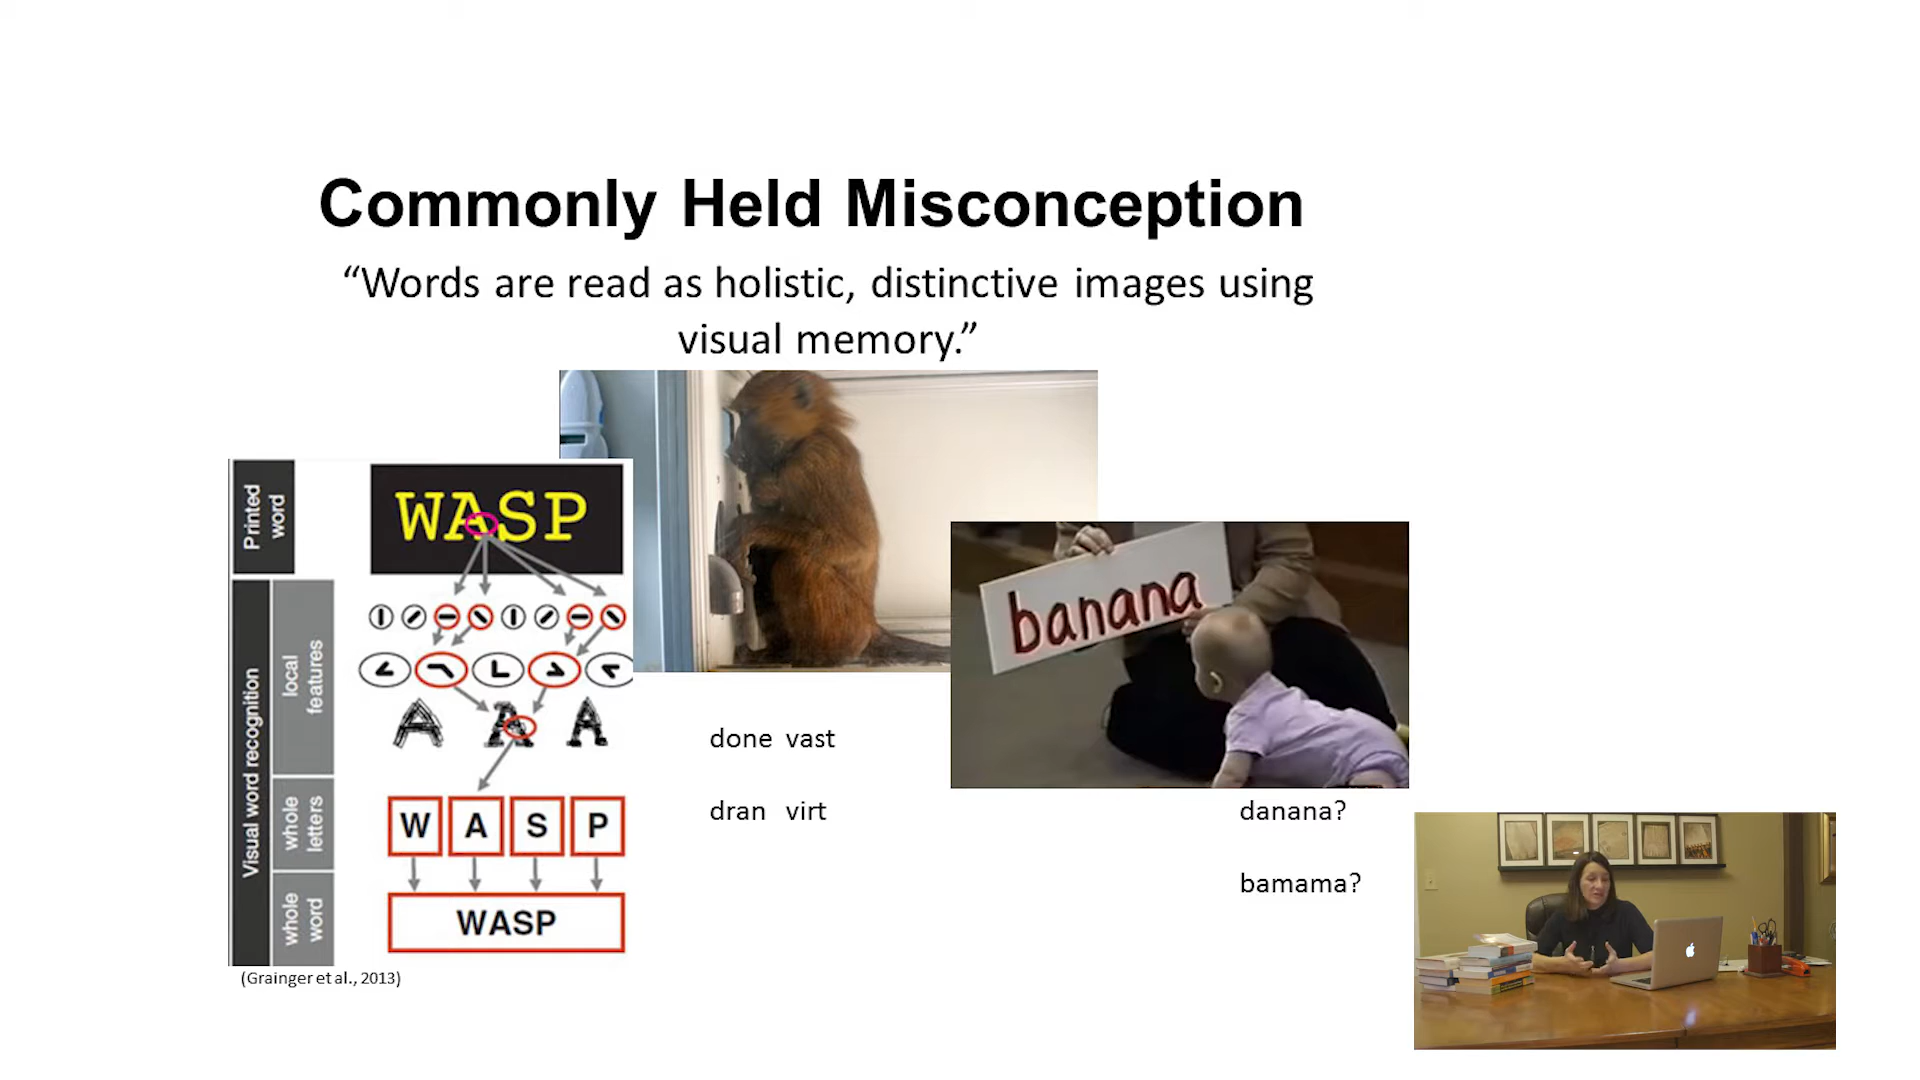 Commonly Held Misconception
“Words are read as holistic, distinctive images using
visual memory.”
Printed
word
WASP
Visual word recognition
local
features
A A A
whole
letters
W A S P
whole
word
WASP
(Grainger et al., 2013)
done vast
dran virt
banana
danana?
bamama?